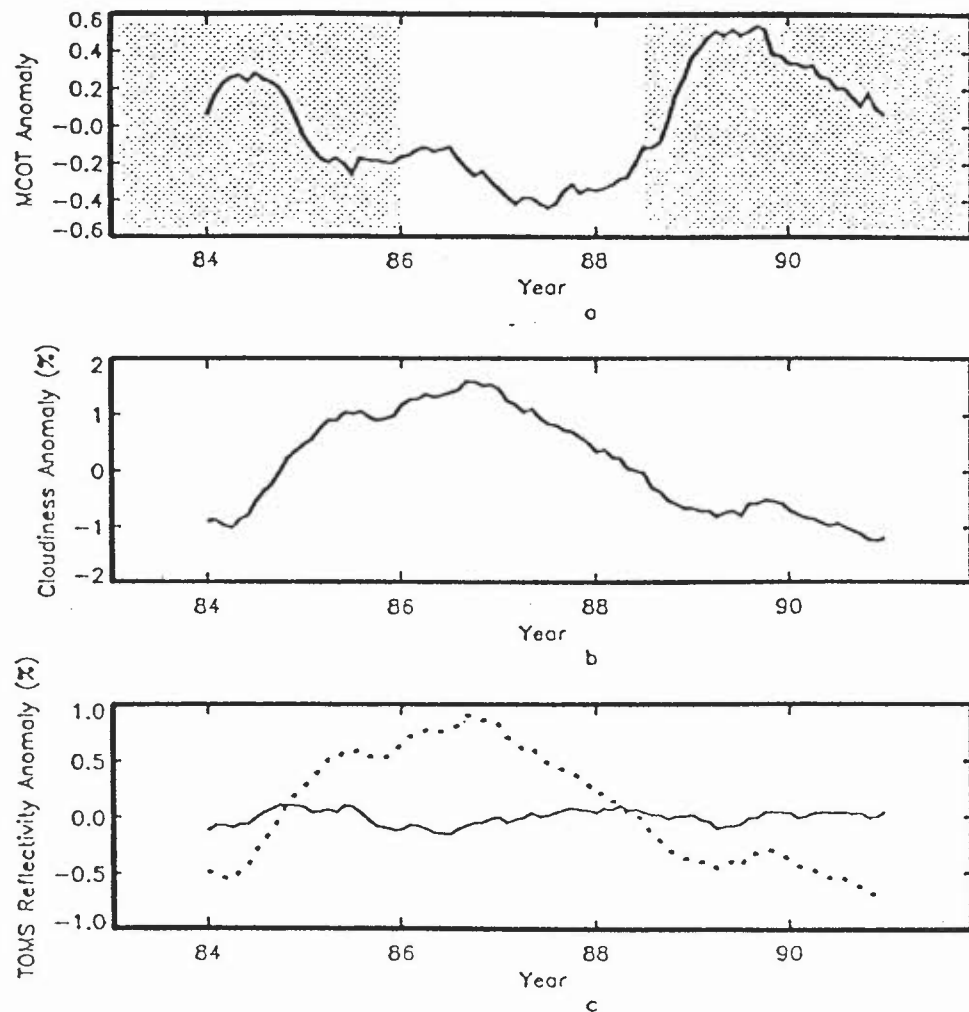 MCOT Anomaly
0.6
0.4
0.2
-0.0
-0.2
-0.4
-0.6
84 86 88 90
Year
a
Cloudiness Anomaly (%)
2
1
0
-1
-2
84 86 88 90
Year
b
TOMS Reflectivity Anomaly (%)
1.0
0.5
0.0
-0.5
-1.0
84 86 88 90
Year
c